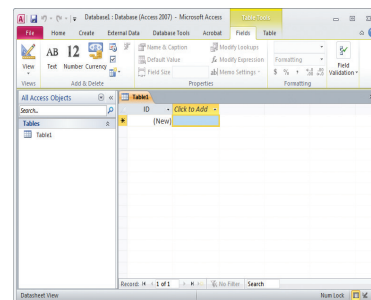 Database1 : Database (Access 2007) - Microsoft Access
Table Tools
File Home Create External Data Database Tools Acrobat Fields Table
View
AB Text
12 Number
Currency
Name & Caption
Default Value
Field Size
Modify Lookups
Modify Expression
ab Memo Settings
Formatting
$ % ,
Field
Validation
Views Add & Delete Properties Formatting
All Access Objects
Search...
Tables
Table1
Table1
ID Click to Add
(New)
Record: 1 of 1 No Filter Search
Datasheet View Num Lock